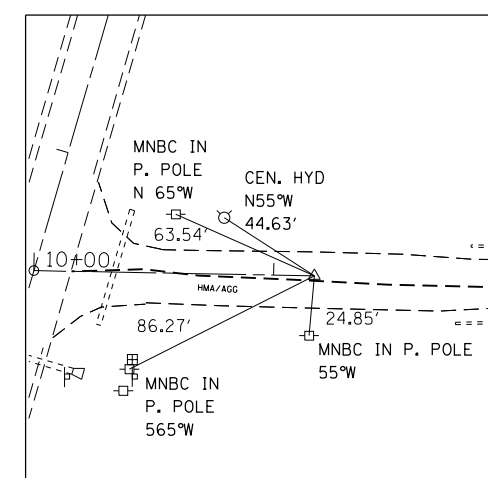 MNBC IN
P. POLE
N 65°W
63.54'
CEN. HYD
N55°W
44.63'
10+00
HMA/AGG
86.27'
24.85'
MNBC IN P. POLE
55°W
MNBC IN
P. POLE
565°W